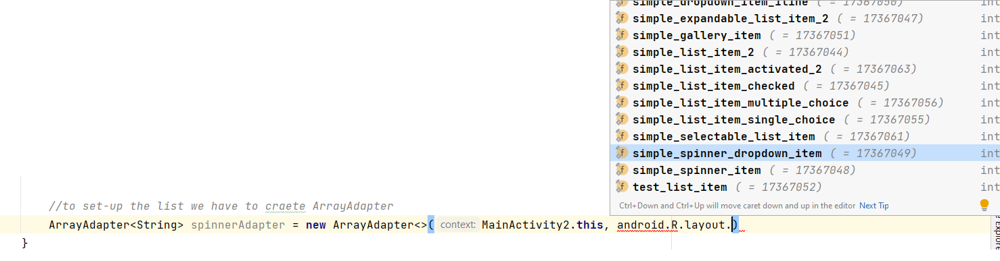 simple_dropdown_item_1line ( = 17367050) int
simple_expandable_list_item_2 ( = 17367047) int
simple_gallery_item ( = 17367051) int
simple_list_item_2 ( = 17367044) int
simple_list_item_activated_2 ( = 17367063) int
simple_list_item_checked ( = 17367045) int
simple_list_item_multiple_choice ( = 17367056) int
simple_list_item_single_choice ( = 17367055) int
simple_selectable_list_item ( = 17367061) int
simple_spinner_dropdown_item ( = 17367049) int
simple_spinner_item ( = 17367048) int
test_list_item ( = 17367052) int
Ctrl+Down and Ctrl+Up will move caret down and up in the editor Next Tip
//to set-up the list we have to craete ArrayAdapter
ArrayAdapter<String> spinnerAdapter = new ArrayAdapter<>( context: MainActivity2.this, android.R.layout.)
}